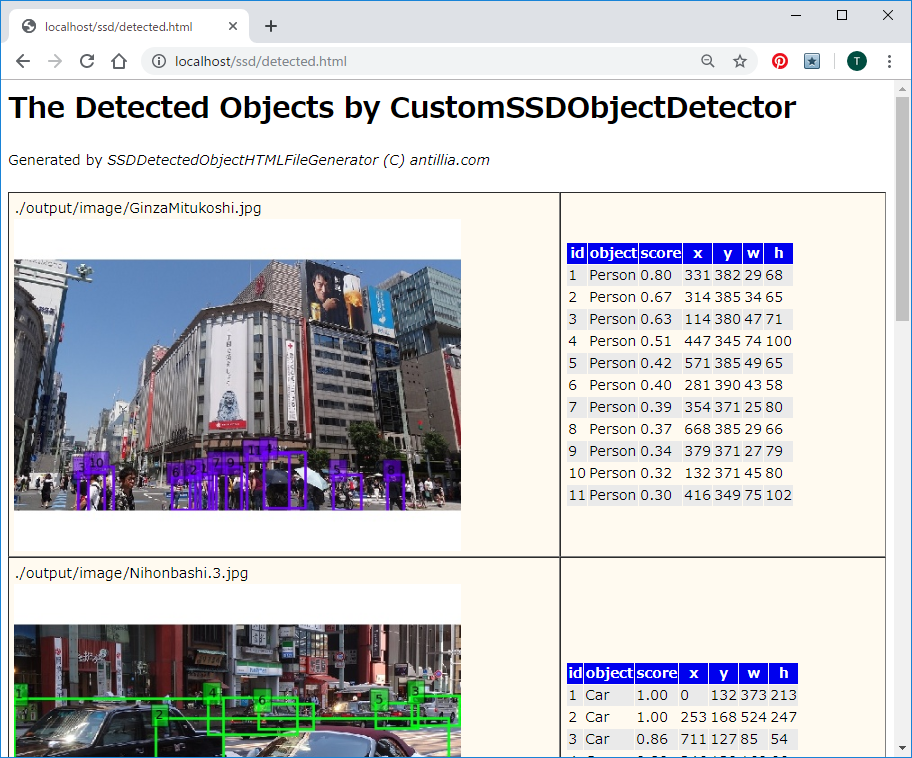 localhost/ssd/detected.html
localhost/ssd/detected.html
T
The Detected Objects by CustomSSDObjectDetector
Generated by SSDDetectedObjectHTMLFileGenerator (C) antillia.com
./output/image/GinzaMitukoshi.jpg
id object score x y w h
1 Person 0.80 331 382 29 68
2 Person 0.67 314 385 34 65
3 Person 0.63 114 380 47 71
4 Person 0.51 447 345 74 100
5 Person 0.42 571 385 49 65
6 Person 0.40 281 390 43 58
7 Person 0.39 354 371 25 80
8 Person 0.37 668 385 29 66
9 Person 0.34 379 371 27 79
10 Person 0.32 132 371 45 80
11 Person 0.30 416 349 75 102
3 10 6 2 1 9 11 5 8
./output/image/Nihonbashi.3.jpg
id object score x y w h
1 Car 1.00 0 132 373 213
2 Car 1.00 253 168 524 247
3 Car 0.86 711 127 85 54
1 4 6 5 3
2